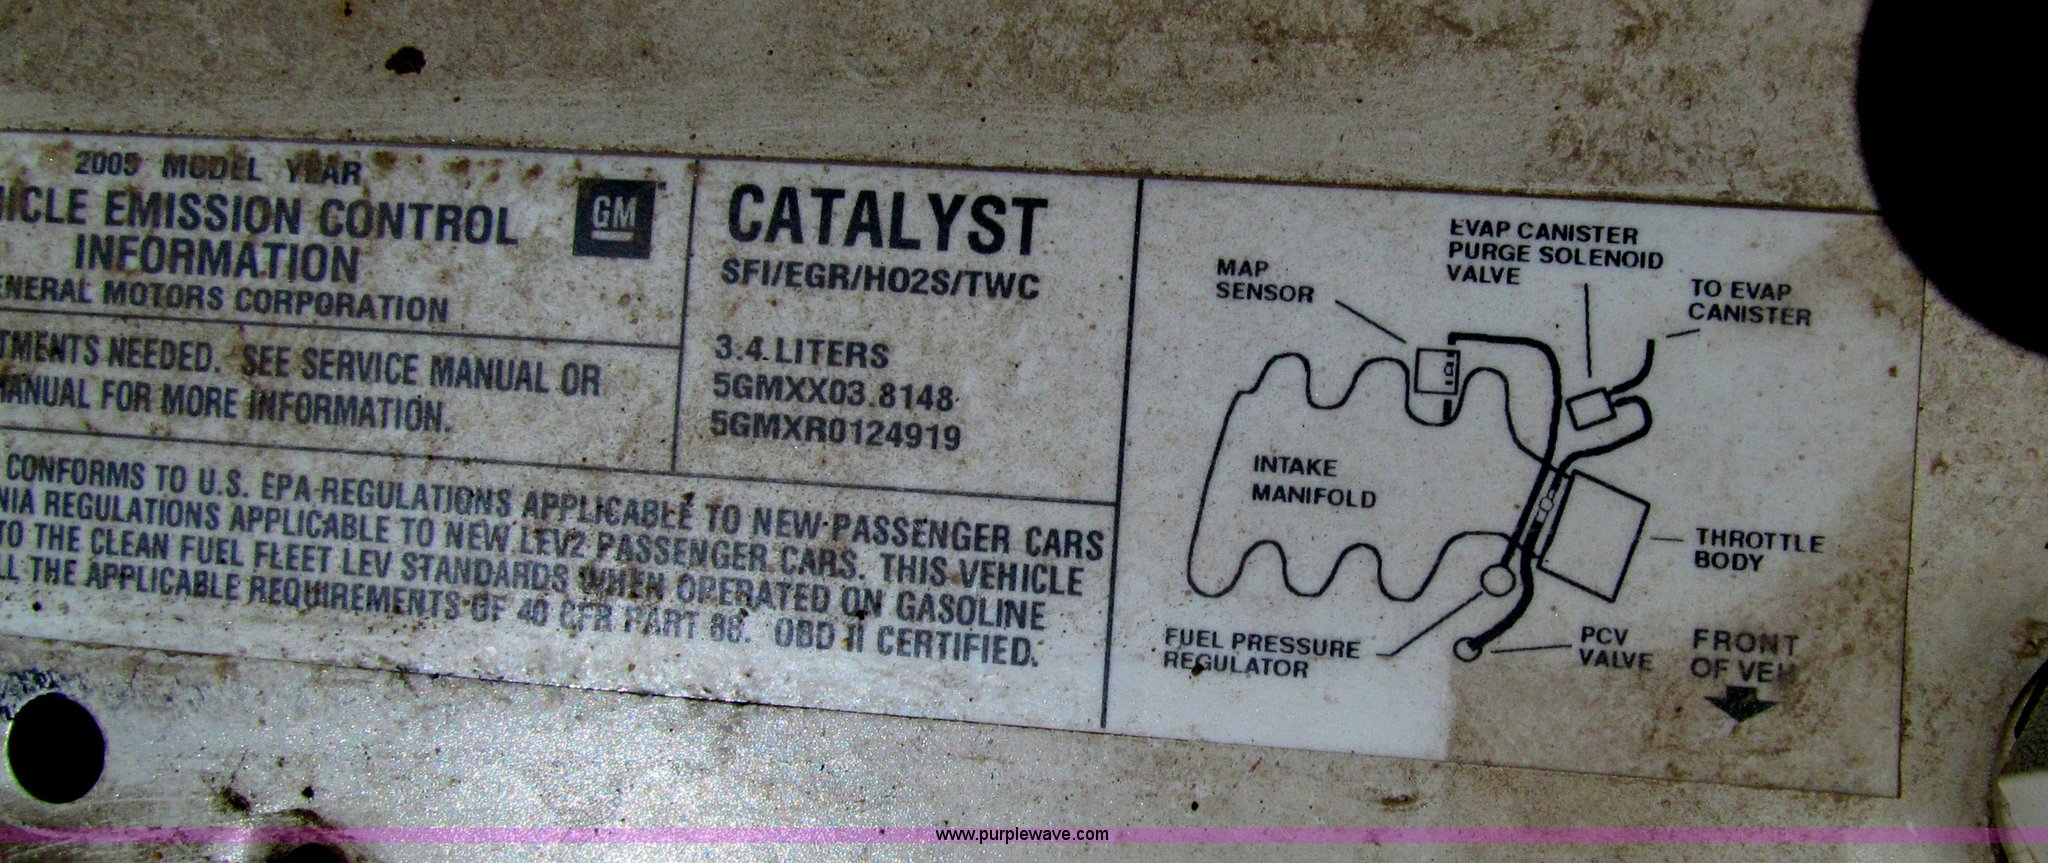 2005 MODEL YEAR
ICLE EMISSION CONTROL
INFORMATION
GM
ENERAL MOTORS CORPORATION
TMENTS NEEDED. SEE SERVICE MANUAL OR
MANUAL FOR MORE INFORMATION.
CATALYST
SFI/EGR/HO2S/TWC
3.4 LITERS
5GMXX03.8148
5GMXR0124919
CONFORMS TO U.S. EPA REGULATIONS APPLICABLE TO NEW PASSENGER CARS
NIA REGULATIONS APPLICABLE TO NEW LEV2 PASSENGER CARS. THIS VEHICLE
TO THE CLEAN FUEL FLEET LEV STANDARDS WHEN OPERATED ON GASOLINE
LL THE APPLICABLE REQUIREMENTS OF 40 CFR PART 88. OBD II CERTIFIED.
EVAP CANISTER
PURGE SOLENOID
VALVE
MAP
SENSOR
TO EVAP
CANISTER
INTAKE
MANIFOLD
THROTTLE
BODY
FUEL PRESSURE
REGULATOR
PCV
VALVE
FRONT
OF VEH
www.purplewave.com